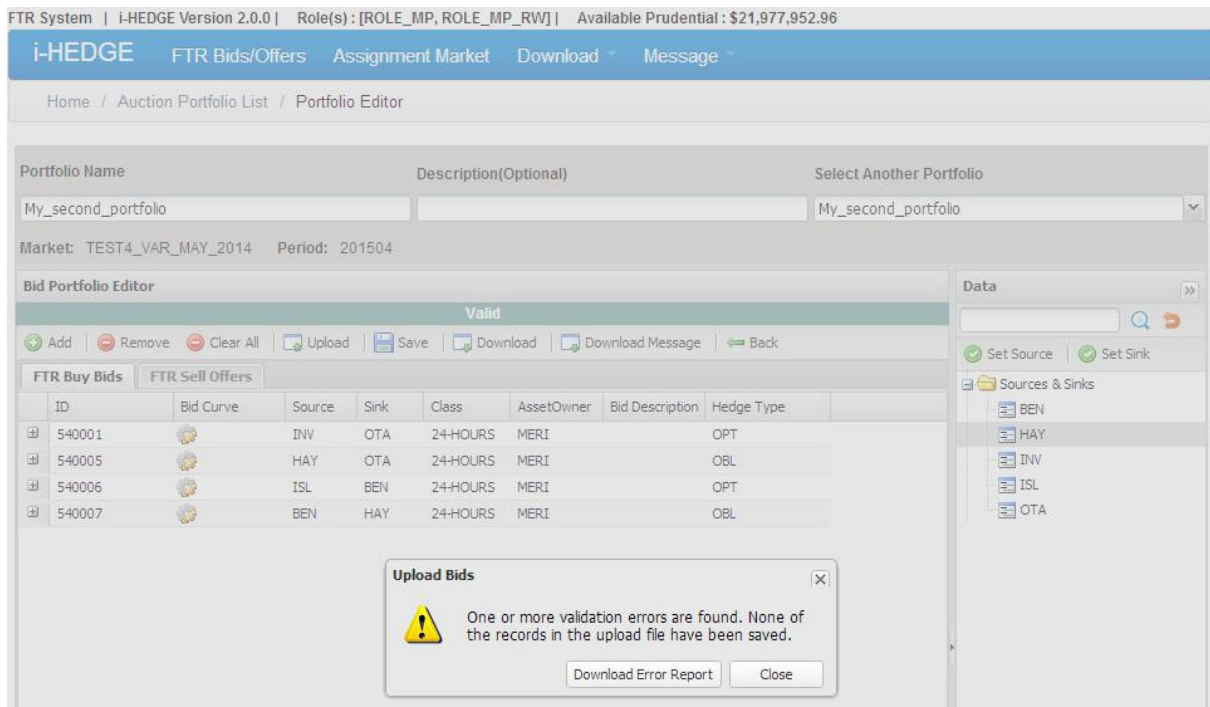 FTR System | i-HEDGE Version 2.0.0 | Role(s) : [ROLE_MP, ROLE_MP_RW] | Available Prudential : $21,977,952.96
i-HEDGE FTR Bids/Offers Assignment Market Download Message
Home / Auction Portfolio List / Portfolio Editor
Portfolio Name Description(Optional) Select Another Portfolio
My_second_portfolio My_second_portfolio
Market: TEST4_VAR_MAY_2014 Period: 201504
Bid Portfolio Editor Data
Valid
Add Remove Clear All Upload Save Download Download Message Back
Set Source Set Sink
FTR Buy Bids FTR Sell Offers
Sources & Sinks
ID Bid Curve Source Sink Class AssetOwner Bid Description Hedge Type
BEN
540001 INV OTA 24-HOURS MERI OPT
HAY
540005 HAY OTA 24-HOURS MERI OBL
INV
540006 ISL BEN 24-HOURS MERI OPT
ISL
540007 BEN HAY 24-HOURS MERI OBL
OTA
Upload Bids
One or more validation errors are found. None of
the records in the upload file have been saved.
Download Error Report Close